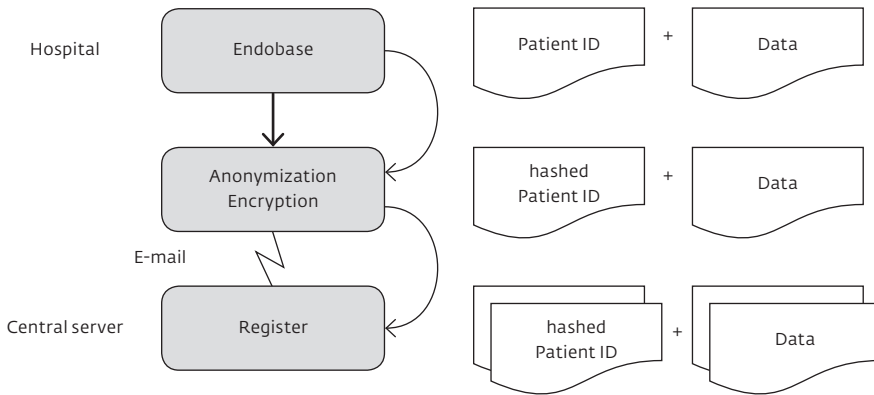 Hospital
Endobase
Patient ID
+
Data
Anonymization
Encryption
hashed
Patient ID
+
Data
E-mail
Central server
Register
hashed
Patient ID
+
Data